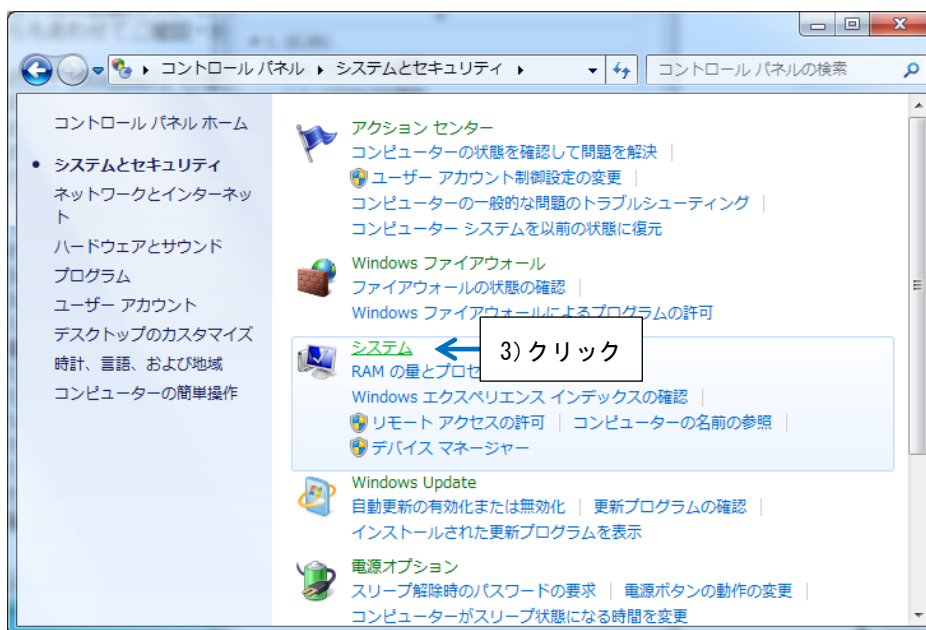 コントロール パネル ▸ システムとセキュリティ ▸
コントロール パネルの検索
コントロール パネル ホーム
• システムとセキュリティ
ネットワークとインターネッ
ト
ハードウェアとサウンド
プログラム
ユーザー アカウント
デスクトップのカスタマイズ
時計、言語、および地域
コンピューターの簡単操作
アクション センター
コンピューターの状態を確認して問題を解決
ユーザー アカウント制御設定の変更
コンピューターの一般的な問題のトラブルシューティング
コンピューター システムを以前の状態に復元
Windows ファイアウォール
ファイアウォールの状態の確認
Windows ファイアウォールによるプログラムの許可
システム
3)クリック
RAM の量とプロセ
Windows エクスペリエンス インデックスの確認
リモート アクセスの許可 | コンピューターの名前の参照
デバイス マネージャー
Windows Update
自動更新の有効化または無効化 | 更新プログラムの確認
インストールされた更新プログラムを表示
電源オプション
スリープ解除時のパスワードの要求 | 電源ボタンの動作の変更
コンピューターがスリープ状態になる時間を変更